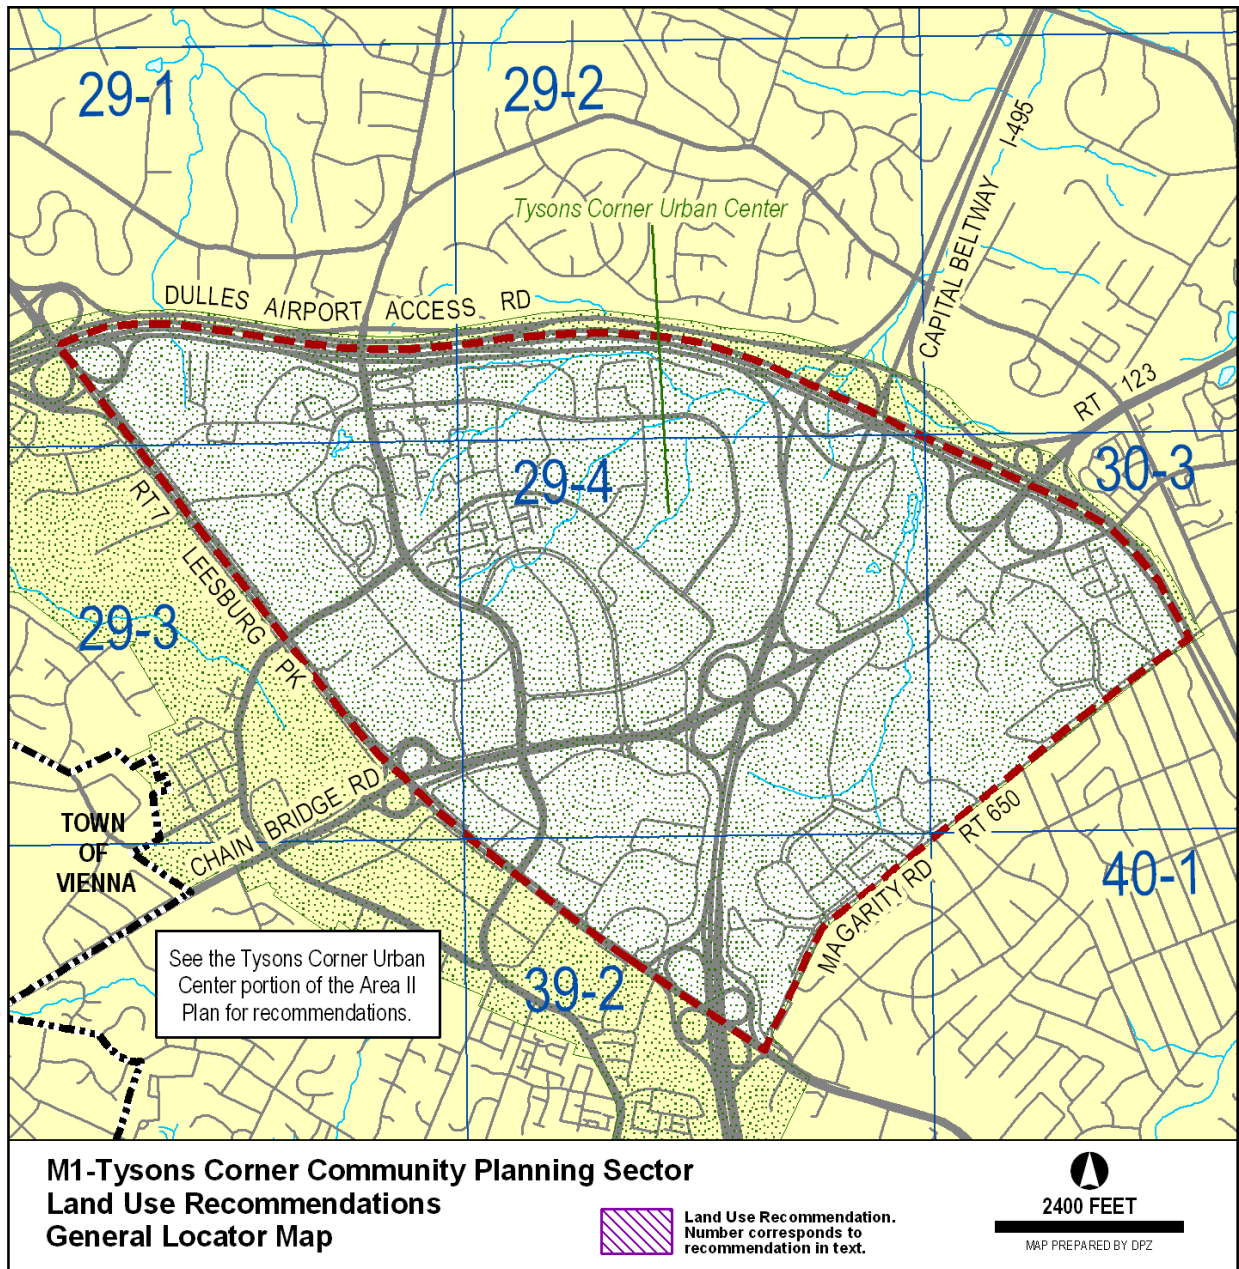 29-1
29-2
I-495
CAPITAL BELTWAY
Tysons Corner Urban Center
DULLES AIRPORT ACCESS RD
RT 123
30-3
29-4
RT 7
LEESBURG PK
29-3
CHAIN BRIDGE RD
TOWN
OF
VIENNA
RT 650
MAGARITY RD
40-1
39-2
See the Tysons Corner Urban
Center portion of the Area II
Plan for recommendations.
M1-Tysons Corner Community Planning Sector
Land Use Recommendations
General Locator Map
Land Use Recommendation.
Number corresponds to
recommendation in text.
2400 FEET
MAP PREPARED BY DPZ